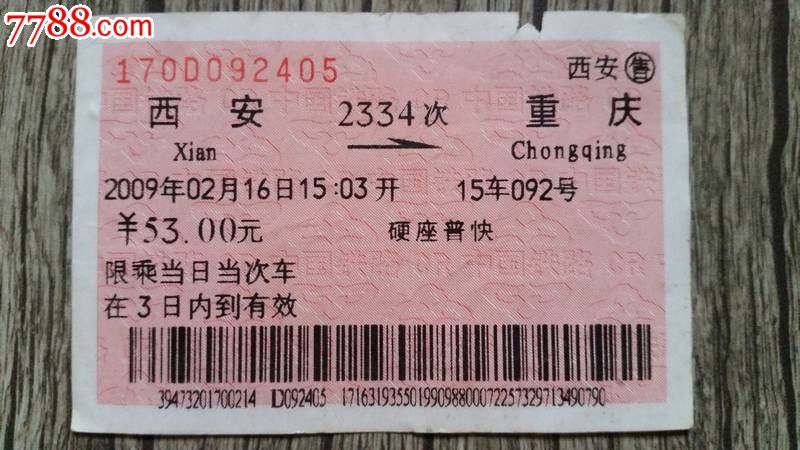 7788.com
170D092405
西安 售
西安 2334次 重庆
Xian Chongqing
2009年02月16日15:03开 15车092号
￥53.00元 硬座普快
限乘当日当次车
在3日内到有效
39473201700214 D092405 17163193550199098800072257329713490790